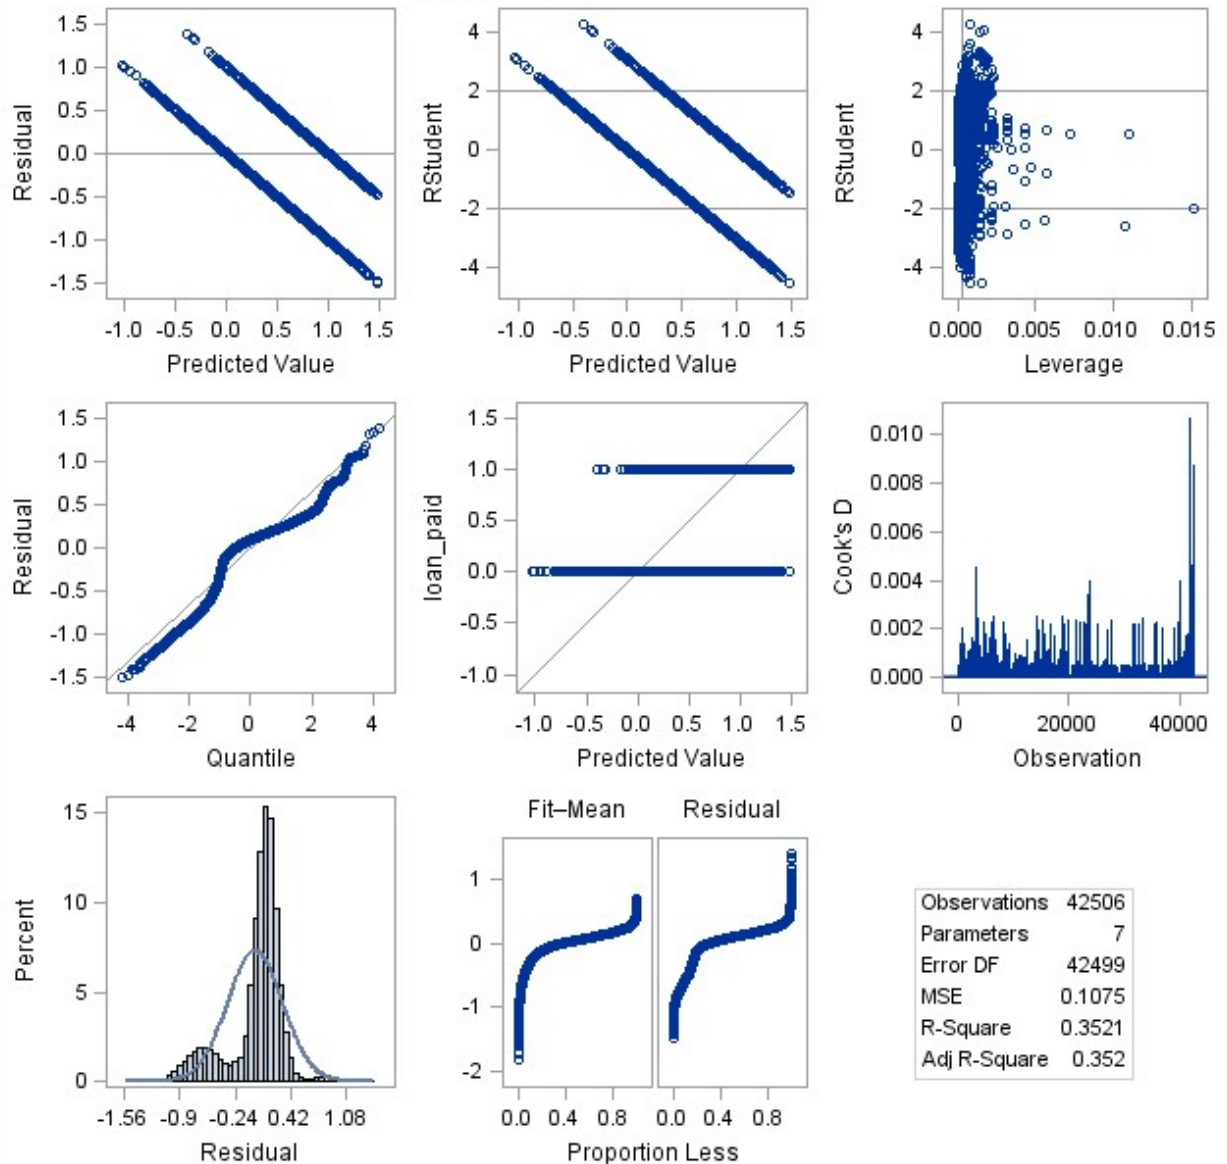 1.5
1.0
0.5
0.0
-0.5
-1.0
-1.5
Residual
-1.0 -0.5 0.0 0.5 1.0 1.5
Predicted Value
4
2
0
-2
-4
RStudent
-1.0 -0.5 0.0 0.5 1.0 1.5
Predicted Value
4
2
0
-2
-4
RStudent
0.000 0.005 0.010 0.015
Leverage
1.5
1.0
0.5
0.0
-0.5
-1.0
-1.5
Residual
-4 -2 0 2 4
Quantile
1.5
1.0
0.5
0.0
-0.5
-1.0
loan_paid
-1.0 -0.5 0.0 0.5 1.0 1.5
Predicted Value
0.010
0.008
0.006
0.004
0.002
0.000
Cook's D
0 20000 40000
Observation
15
10
5
0
Percent
-1.56 -0.9 -0.24 0.42 1.08
Residual
Fit–Mean Residual
1
0
-1
-2
0.0 0.4 0.8 0.0 0.4 0.8
Proportion Less
Observations 42506
Parameters 7
Error DF 42499
MSE 0.1075
R-Square 0.3521
Adj R-Square 0.352